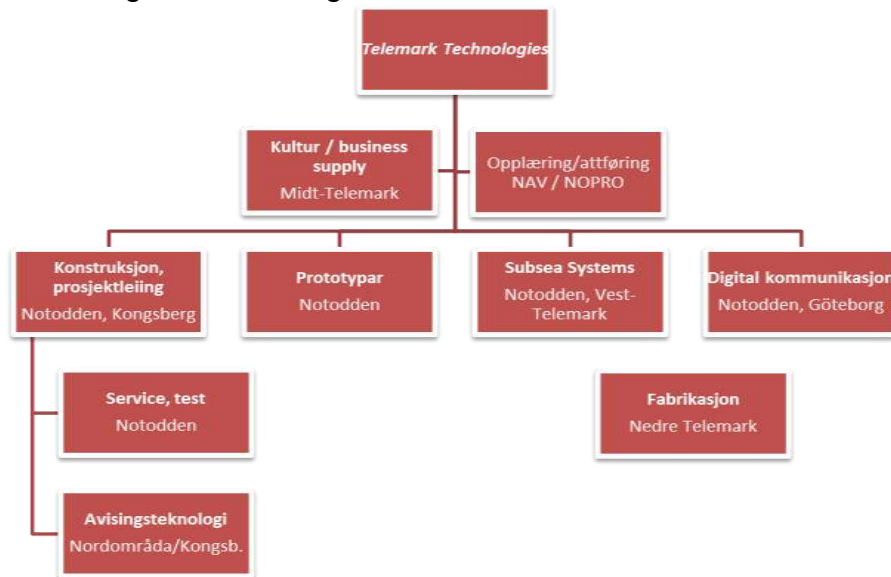 Telemark Technologies
Kultur / business
supply
Midt-Telemark
Opplæring/attføring
NAV / NOPRO
Konstruksjon,
prosjektleiing
Notodden, Kongsberg
Prototypar
Notodden
Subsea Systems
Notodden, Vest-
Telemark
Digital kommunikasjon
Notodden, Göteborg
Service, test
Notodden
Fabrikasjon
Nedre Telemark
Avisingsteknologi
Nordområda/Kongsb.